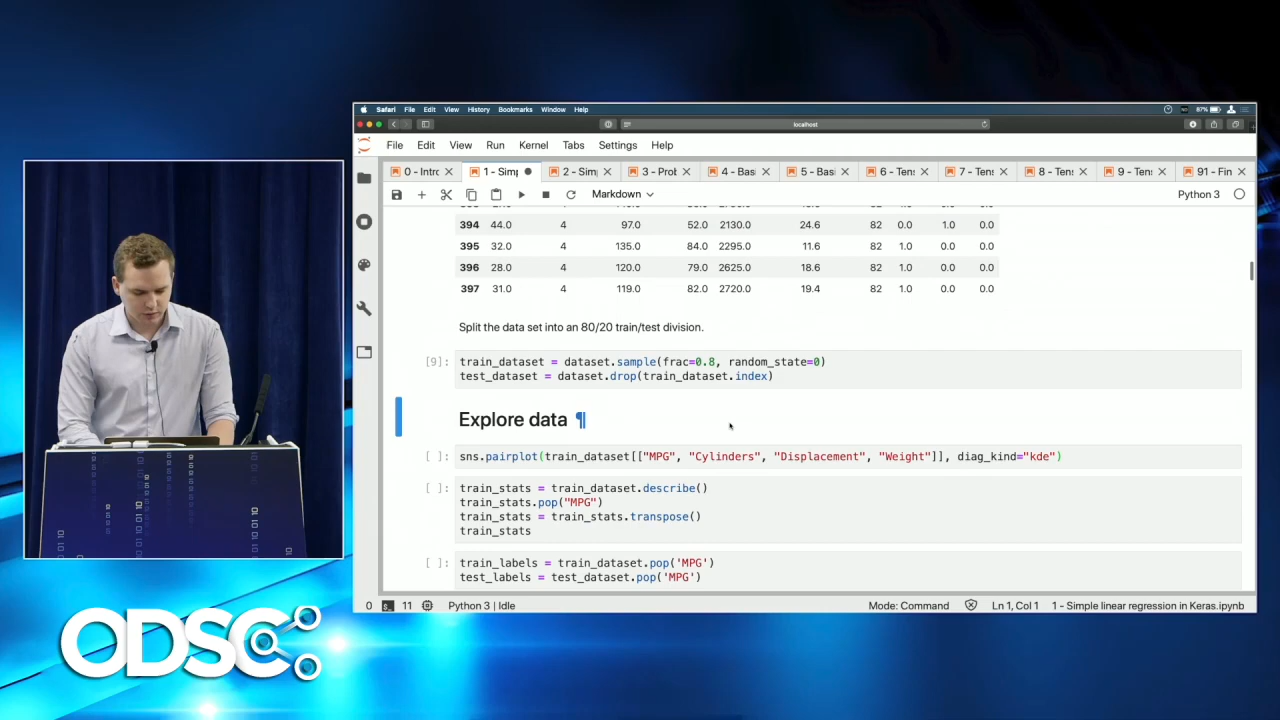 Safari File Edit View History Bookmarks Window Help
87%
localhost
File Edit View Run Kernel Tabs Settings Help
0 - Intro 1 - Simp 2 - Sim 3 - Prol 4 - Basi 5 - Basi 6 - Tens 7 - Tens 8 - Tens 9 - Tens 91 - Fin
Markdown Python 3
394 44.0 4 97.0 52.0 2130.0 24.6 82 0.0 1.0 0.0
395 32.0 4 135.0 84.0 2295.0 11.6 82 1.0 0.0 0.0
396 28.0 4 120.0 79.0 2625.0 18.6 82 1.0 0.0 0.0
397 31.0 4 119.0 82.0 2720.0 19.4 82 1.0 0.0 0.0
Split the data set into an 80/20 train/test division.
[9]: train_dataset = dataset.sample(frac=0.8, random_state=0)
test_dataset = dataset.drop(train_dataset.index)
Explore data ¶
[ ]: sns.pairplot(train_dataset[["MPG", "Cylinders", "Displacement", "Weight"]], diag_kind="kde")
[ ]: train_stats = train_dataset.describe()
train_stats.pop("MPG")
train_stats = train_stats.transpose()
train_stats
[ ]: train_labels = train_dataset.pop('MPG')
test_labels = test_dataset.pop('MPG')
0 11 Python 3 | Idle Mode: Command Ln 1, Col 1 1 - Simple linear regression in Keras.ipynb
ODSC